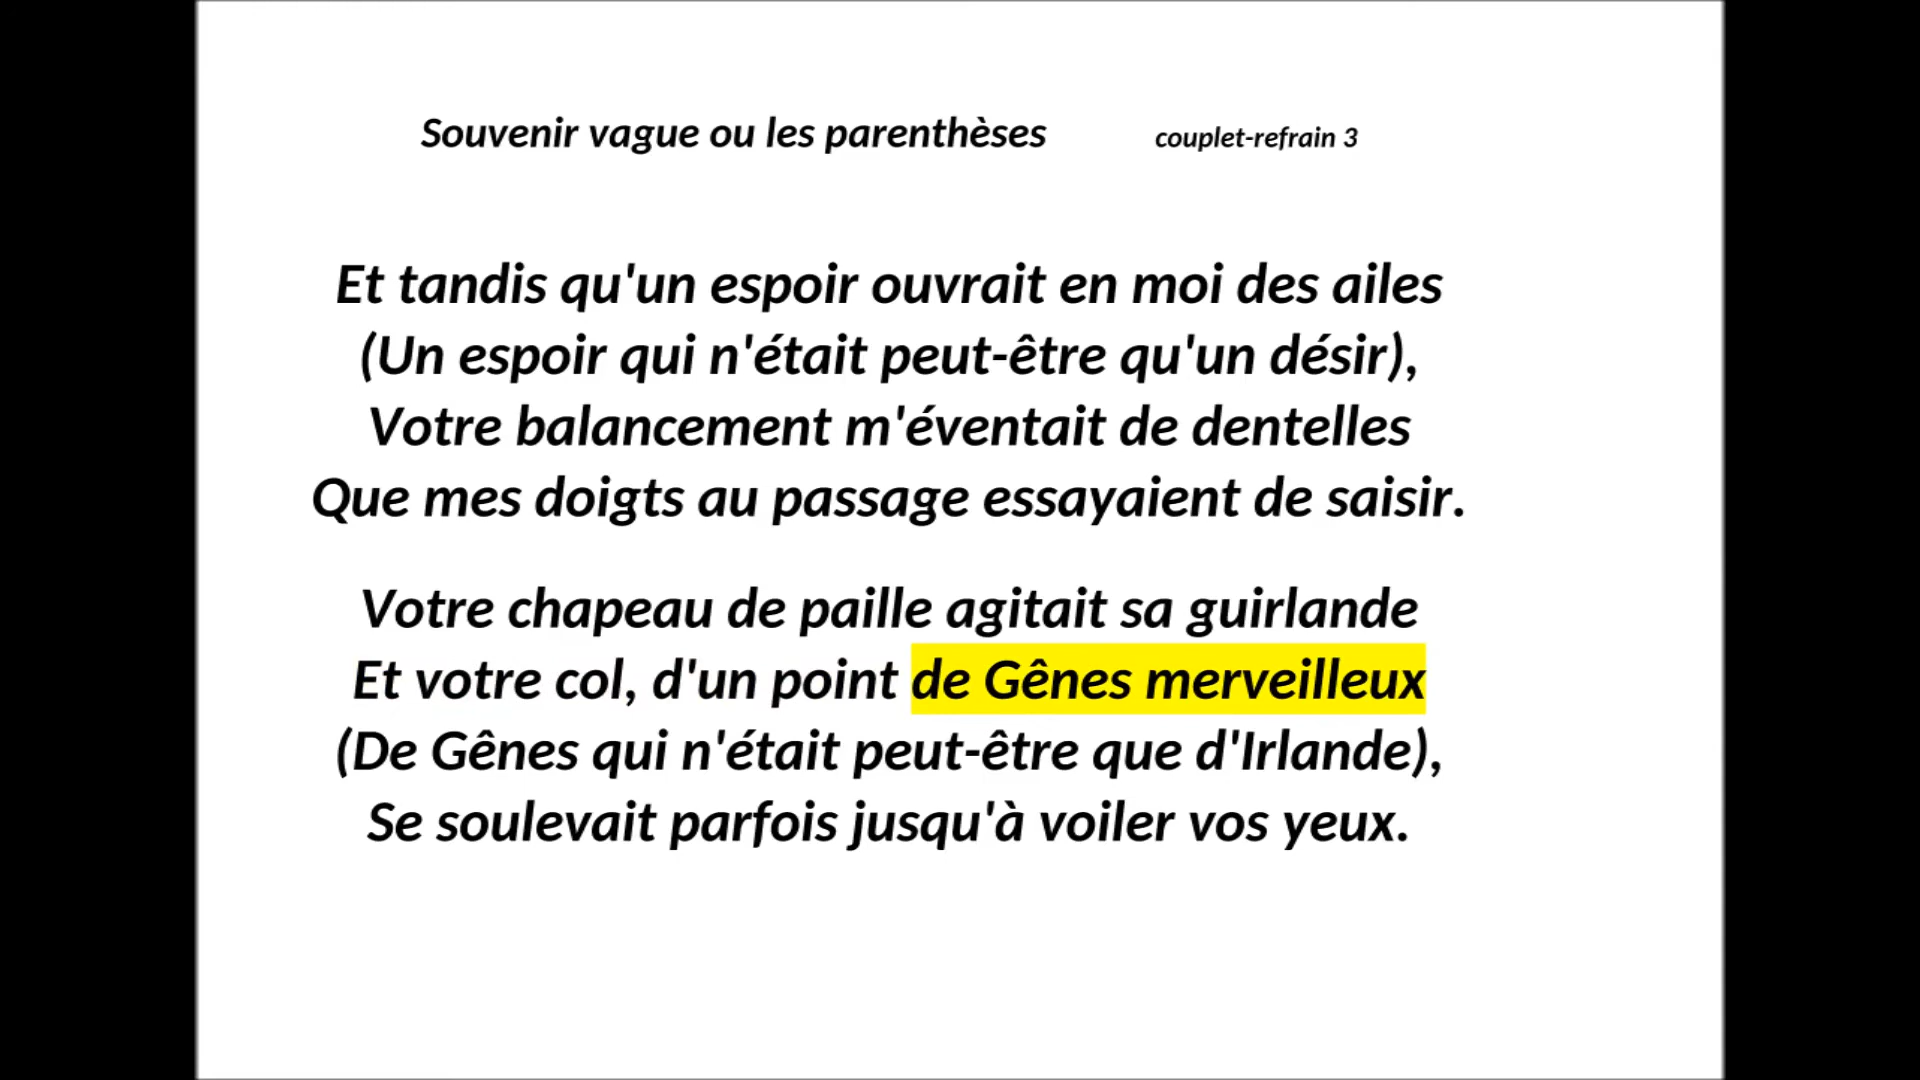 Souvenir vague ou les parenthèses couplet-refrain 3
Et tandis qu'un espoir ouvrait en moi des ailes
(Un espoir qui n'était peut-être qu'un désir),
Votre balancement m'éventait de dentelles
Que mes doigts au passage essayaient de saisir.
Votre chapeau de paille agitait sa guirlande
Et votre col, d'un point de Gênes merveilleux
(De Gênes qui n'était peut-être que d'Irlande),
Se soulevait parfois jusqu'à voiler vos yeux.